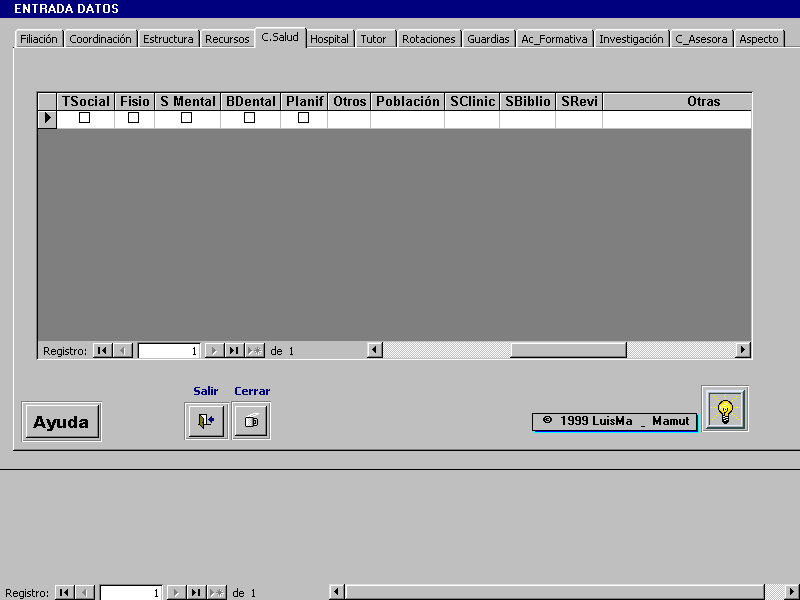 ENTRADA DATOS
Filiación Coordinación Estructura Recursos C.Salud Hospital Tutor Rotaciones Guardias Ac_Formativa Investigación C_Asesora Aspecto
TSocial Fisio S Mental BDental Planif Otros Población SClinic SBiblio SRevi Otras
Registro: 1 de 1
Salir Cerrar
Ayuda
© 1999 LuisMa _ Mamut
Registro: 1 de 1